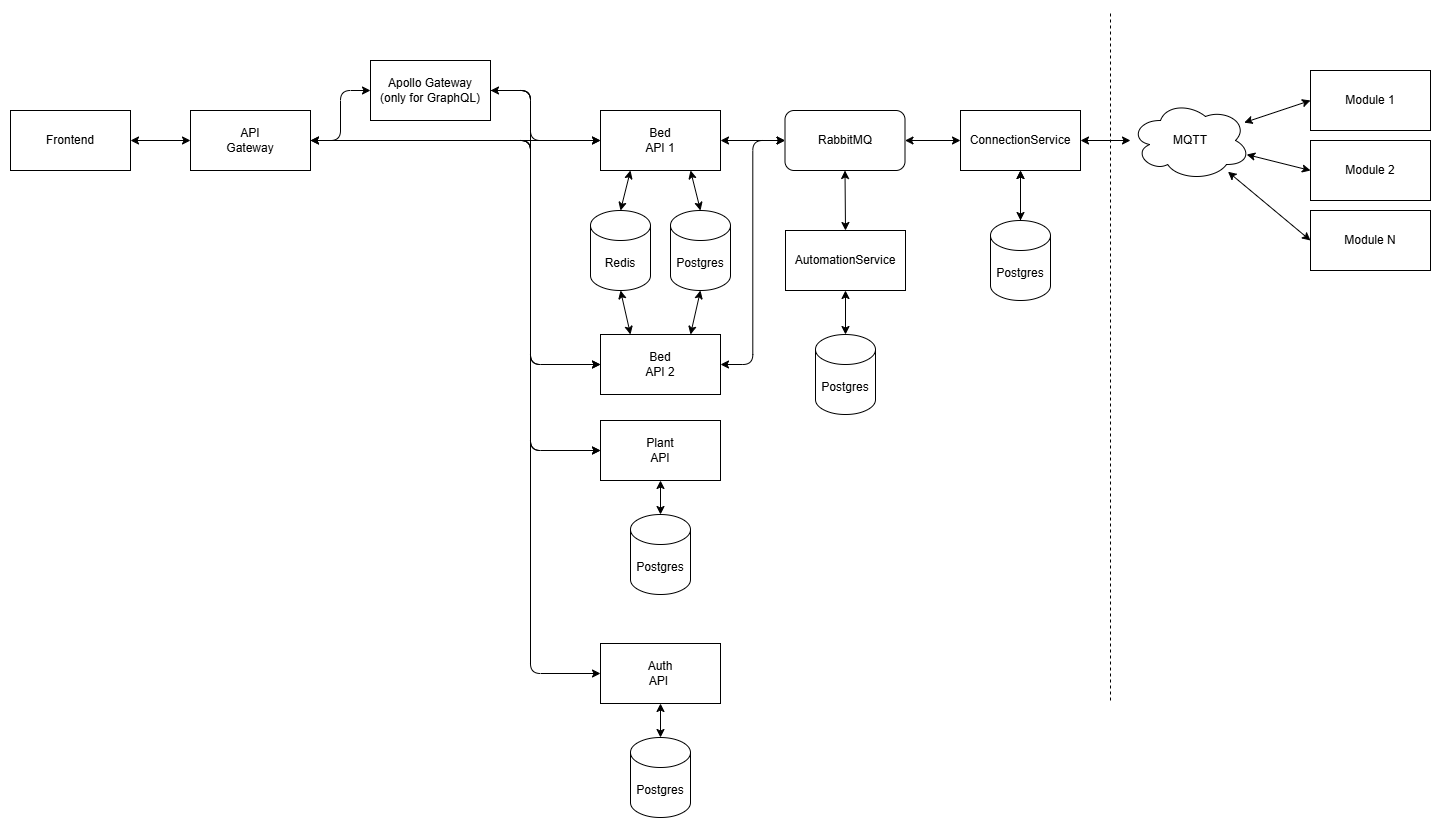 Frontend
API
Gateway
Apollo Gateway
(only for GraphQL)
Bed
API 1
RabbitMQ
ConnectionService
MQTT
Module 1
Module 2
Module N
Redis
Postgres
AutomationService
Postgres
Bed
API 2
Postgres
Plant
API
Postgres
Auth
API
Postgres